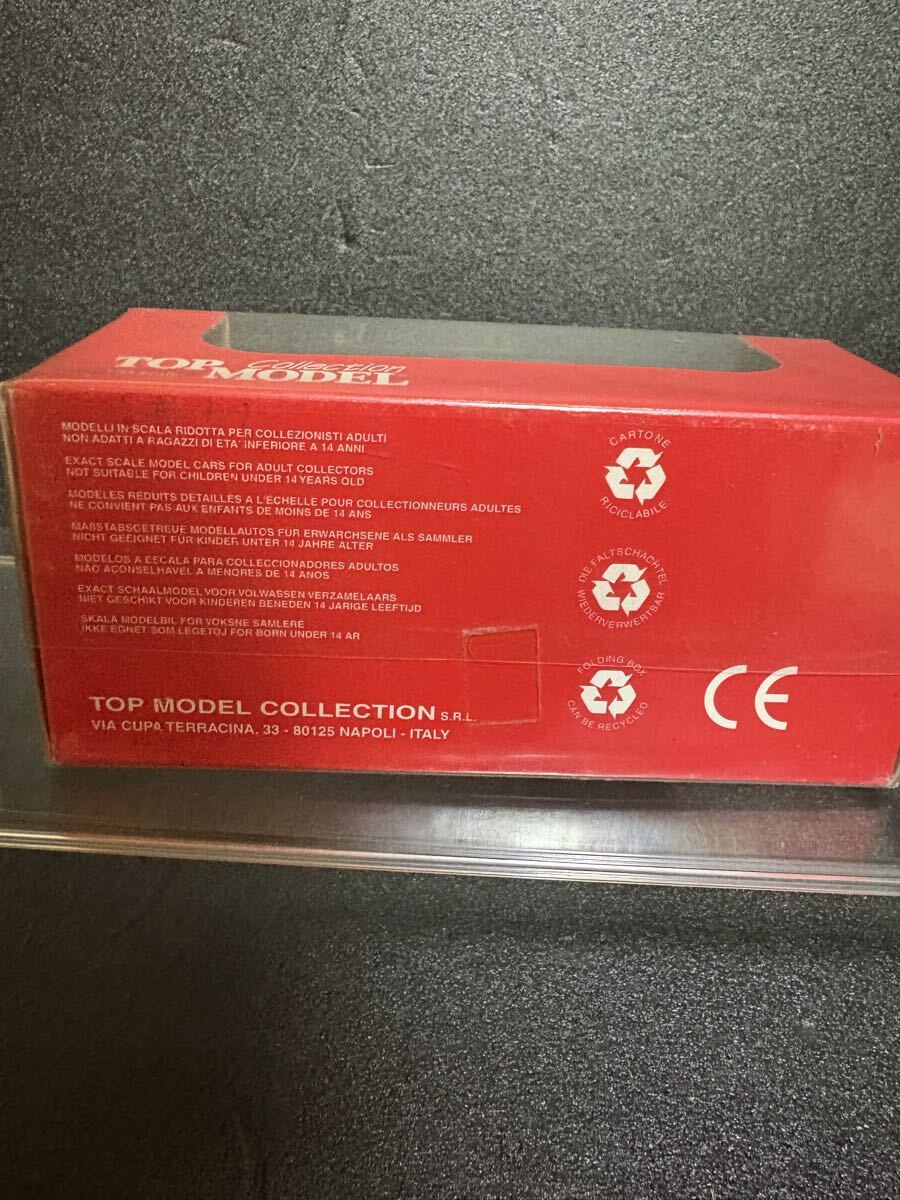 TOP Collection
MODEL
MODELLI IN SCALA RIDOTTA PER COLLEZIONISTI ADULTI
NON ADATTI A RAGAZZI DI ETA' INFERIORE A 14 ANNI
EXACT SCALE MODEL CARS FOR ADULT COLLECTORS
NOT SUITABLE FOR CHILDREN UNDER 14 YEARS OLD
MODELES REDUITS DETAILLES A L'ÉCHELLE POUR COLLECTIONNEURS ADULTES
NE CONVIENT PAS AUX ENFANTS DE MOINS DE 14 ANS
MAßSTABSGETREUE MODELLAUTOS FÜR ERWARCHSENE ALS SAMMLER
NICHT GEEIGNET FÜR KINDER UNTER 14 JAHRE ALTER
MODELOS A ESCALA PARA COLLECCIONADORES ADULTOS
NÃO ACONSELHAVEL A MENORES DE 14 ANOS
EXACT SCHAALMODEL VOOR VOLWASSEN VERZAMELAARS
NIET GESCHIKT VOOR KINDEREN BENEDEN 14 JARIGE LEEFTIJD
SKALA MODELBIL FOR VOKSNE SAMLERE
IKKE EGNET SOM LEGETOJ FOR BORN UNDER 14 AR
TOP MODEL COLLECTION S.R.L.
VIA CUPA TERRACINA, 33 - 80125 NAPOLI - ITALY
CARTONE
RICICLABILE
DIE FALTSCHACHTEL
WIEDERVERWERTBAR
FOLDING BOX
CAN BE RECYCLED
CE